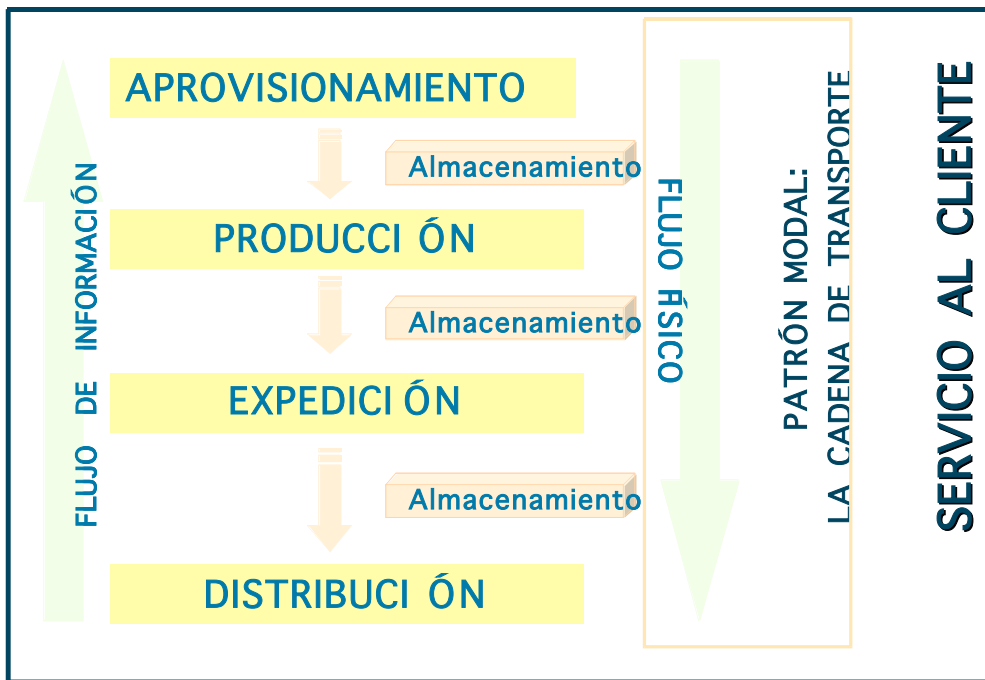 APROVISIONAMIENTO
Almacenamiento
PRODUCCI ÓN
Almacenamiento
EXPEDICI ÓN
Almacenamiento
DISTRIBUCI ÓN
FLUJO DE INFORMACIÓN
FLUJO ÁSICO
PATRÓN MODAL:
LA CADENA DE TRANSPORTE
SERVICIO AL CLIENTE